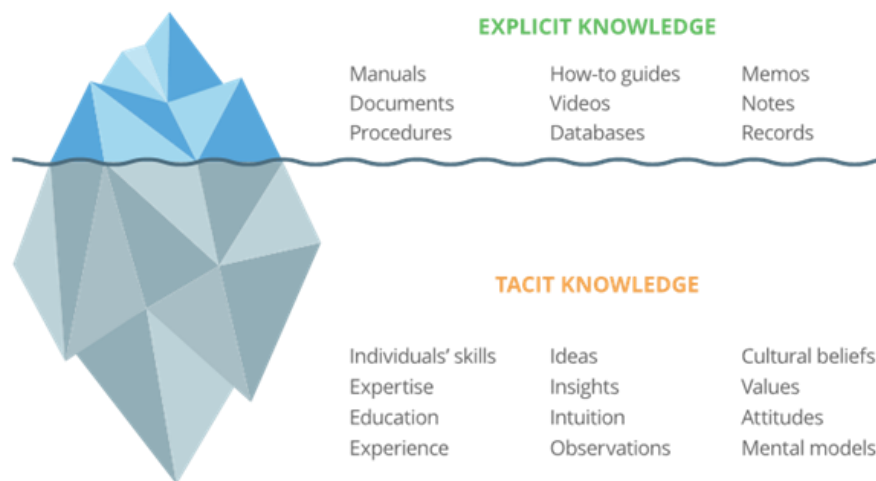 EXPLICIT KNOWLEDGE
Manuals How-to guides Memos
Documents Videos Notes
Procedures Databases Records
TACIT KNOWLEDGE
Individuals’ skills Ideas Cultural beliefs
Expertise Insights Values
Education Intuition Attitudes
Experience Observations Mental models